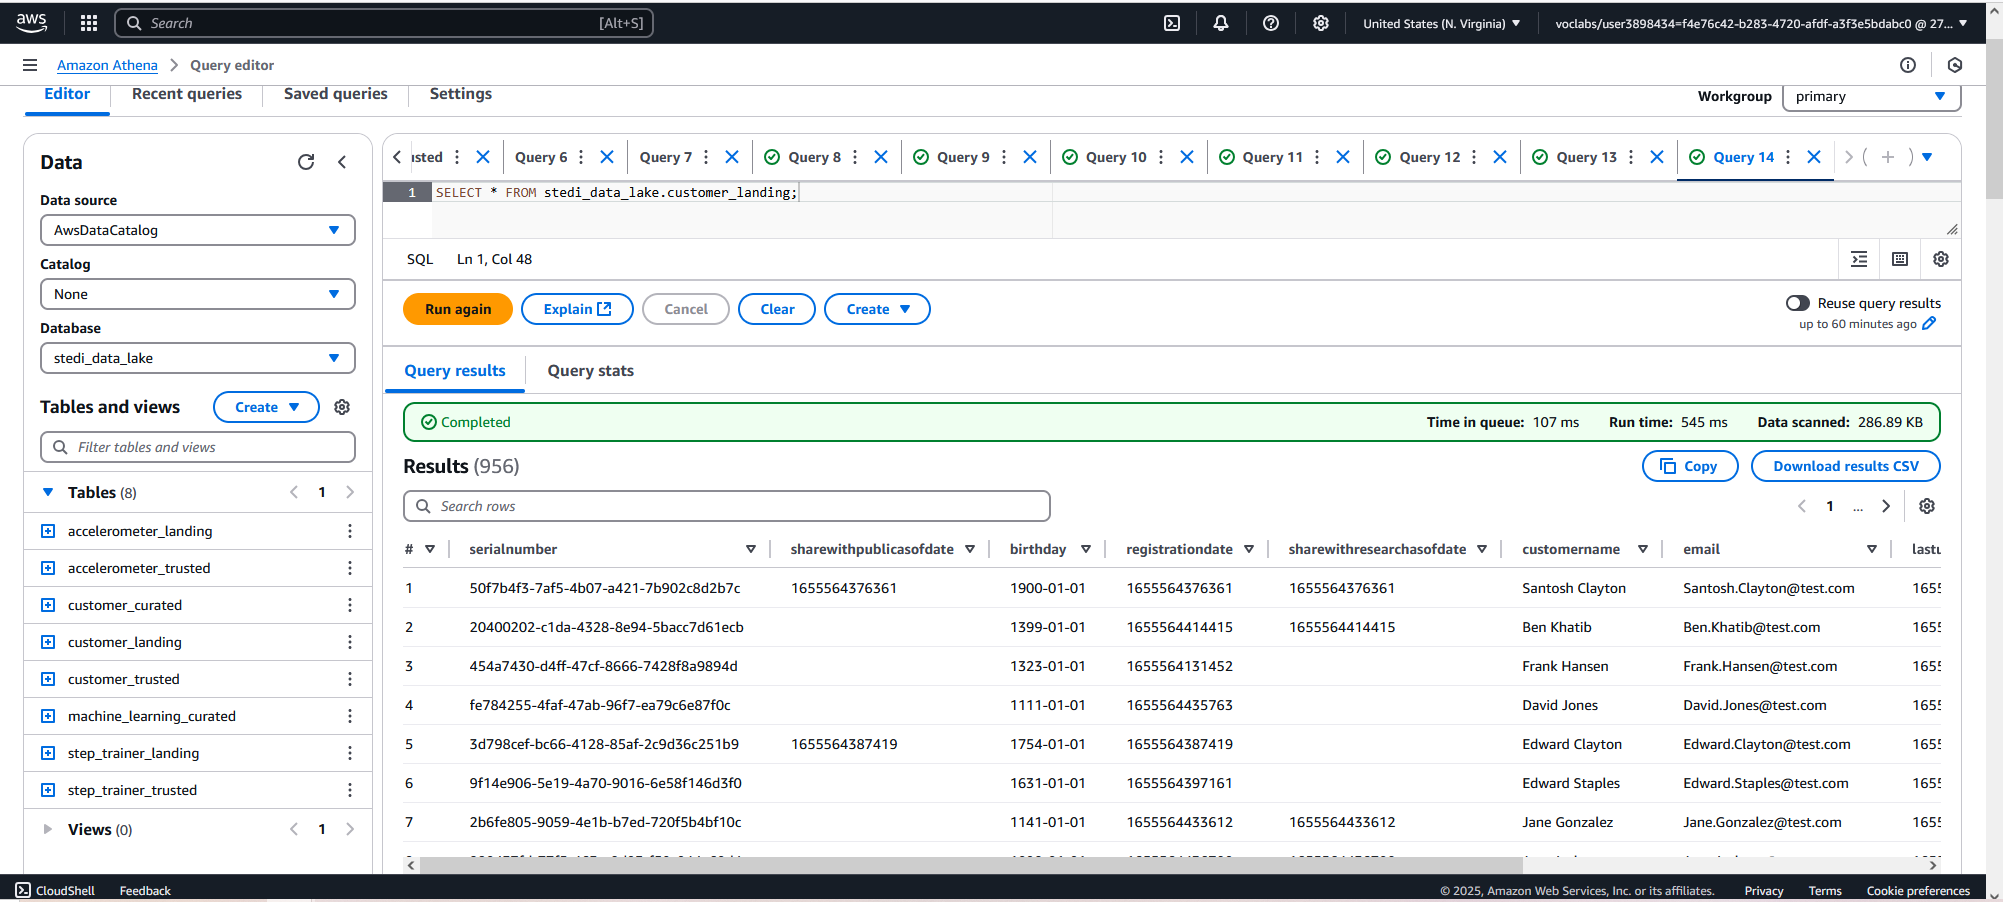 aws Search [Alt+S] United States (N. Virginia) voclabs/user3898434=f4e76c42-b283-4720-afdf-a3f3e5bdabc0 @ 27...
Amazon Athena Query editor
Editor Recent queries Saved queries Settings Workgroup primary
Data
Data source
AwsDataCatalog
Catalog
None
Database
stedi_data_lake
Tables and views Create
Filter tables and views
Tables (8) 1
accelerometer_landing
accelerometer_trusted
customer_curated
customer_landing
customer_trusted
machine_learning_curated
step_trainer_landing
step_trainer_trusted
Views (0) 1
usted Query 6 Query 7 Query 8 Query 9 Query 10 Query 11 Query 12 Query 13 Query 14
1 SELECT * FROM stedi_data_lake.customer_landing;
SQL Ln 1, Col 48
Run again Explain Cancel Clear Create Reuse query results
up to 60 minutes ago
Query results Query stats
Completed Time in queue: 107 ms Run time: 545 ms Data scanned: 286.89 KB
Results (956) Copy Download results CSV
Search rows 1 ...
# serialnumber sharewithpublicasofdate birthday registrationdate sharewithresearchasofdate customername email lastu
1 50f7b4f3-7af5-4b07-a421-7b902c8d2b7c 1655564376361 1900-01-01 1655564376361 1655564376361 Santosh Clayton Santosh.Clayton@test.com 1655
2 20400202-c1da-4328-8e94-5bacc7d61ecb 1399-01-01 1655564414415 1655564414415 Ben Khatib Ben.Khatib@test.com 1655
3 454a7430-d4ff-47cf-8666-7428f8a9894d 1323-01-01 1655564131452 Frank Hansen Frank.Hansen@test.com 1655
4 fe784255-4faf-47ab-96f7-ea79c6e87f0c 1111-01-01 1655564435763 David Jones David.Jones@test.com 1655
5 3d798cef-bc66-4128-85af-2c9d36c251b9 1655564387419 1754-01-01 1655564387419 Edward Clayton Edward.Clayton@test.com 1655
6 9f14e906-5e19-4a70-9016-6e58f146d3f0 1631-01-01 1655564397161 Edward Staples Edward.Staples@test.com 1655
7 2b6fe805-9059-4e1b-b7ed-720f5b4bf10c 1141-01-01 1655564433612 1655564433612 Jane Gonzalez Jane.Gonzalez@test.com 1655
CloudShell Feedback © 2025, Amazon Web Services, Inc. or its affiliates. Privacy Terms Cookie preferences